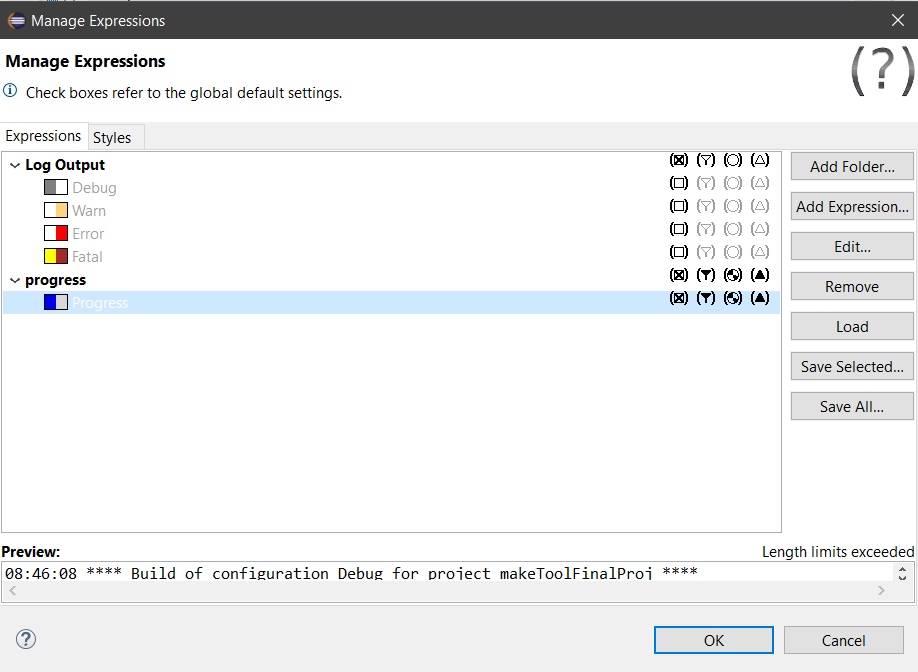 Manage Expressions
Manage Expressions
Check boxes refer to the global default settings.
Expressions
Styles
Log Output
Debug
Warn
Error
Fatal
progress
Progress
Add Folder...
Add Expression...
Edit...
Remove
Load
Save Selected...
Save All...
Preview:
Length limits exceeded
08:46:08 **** Build of configuration Debug for project makeToolFinalProj ****
OK
Cancel